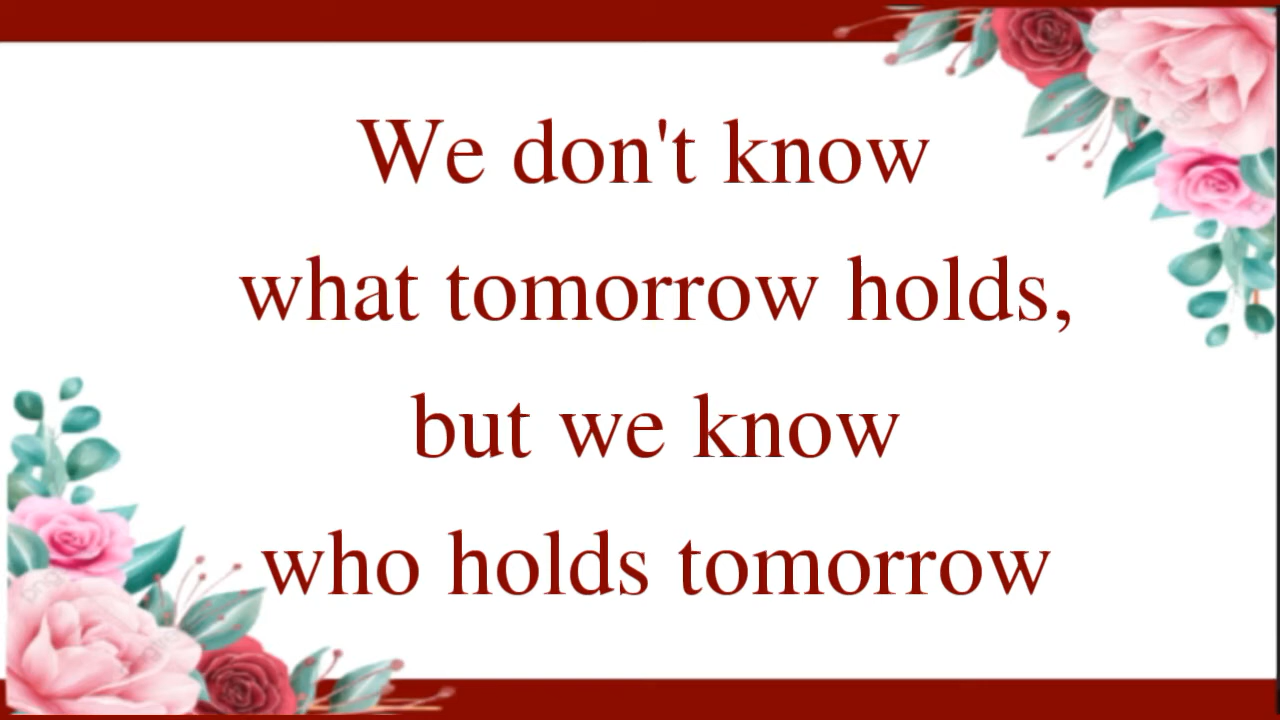 We don't know
what tomorrow holds,
but we know
who holds tomorrow